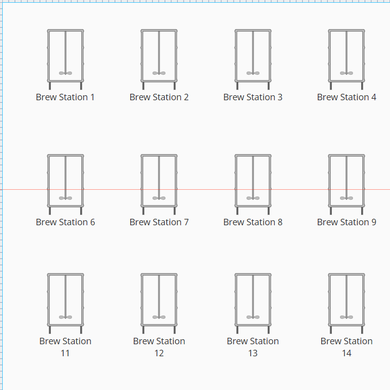 Brew Station 1
Brew Station 2
Brew Station 3
Brew Station 4
Brew Station 6
Brew Station 7
Brew Station 8
Brew Station 9
Brew Station
11
Brew Station
12
Brew Station
13
Brew Station
14